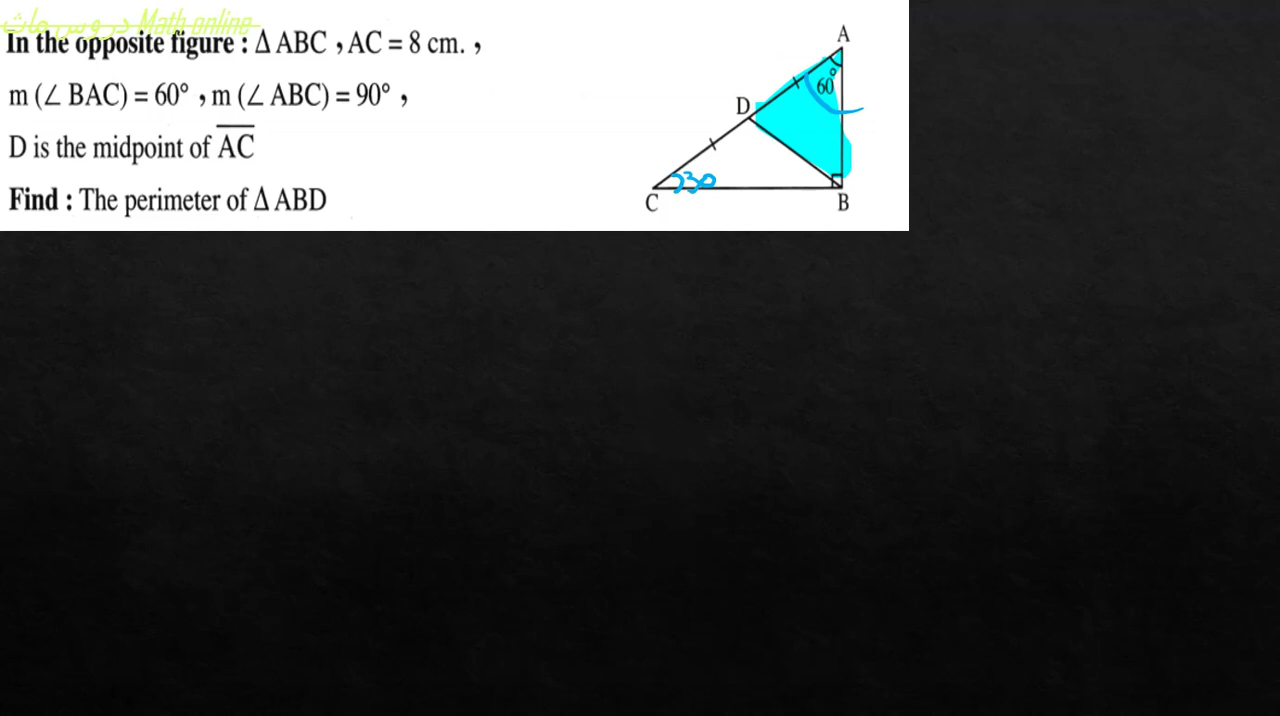 دروس ماث Math online
In the opposite figure : Δ ABC , AC = 8 cm. ,
m (∠ BAC) = 60° , m (∠ ABC) = 90° ,
D is the midpoint of A̅C̅
Find : The perimeter of Δ ABD
A
60°
D
30
C
B